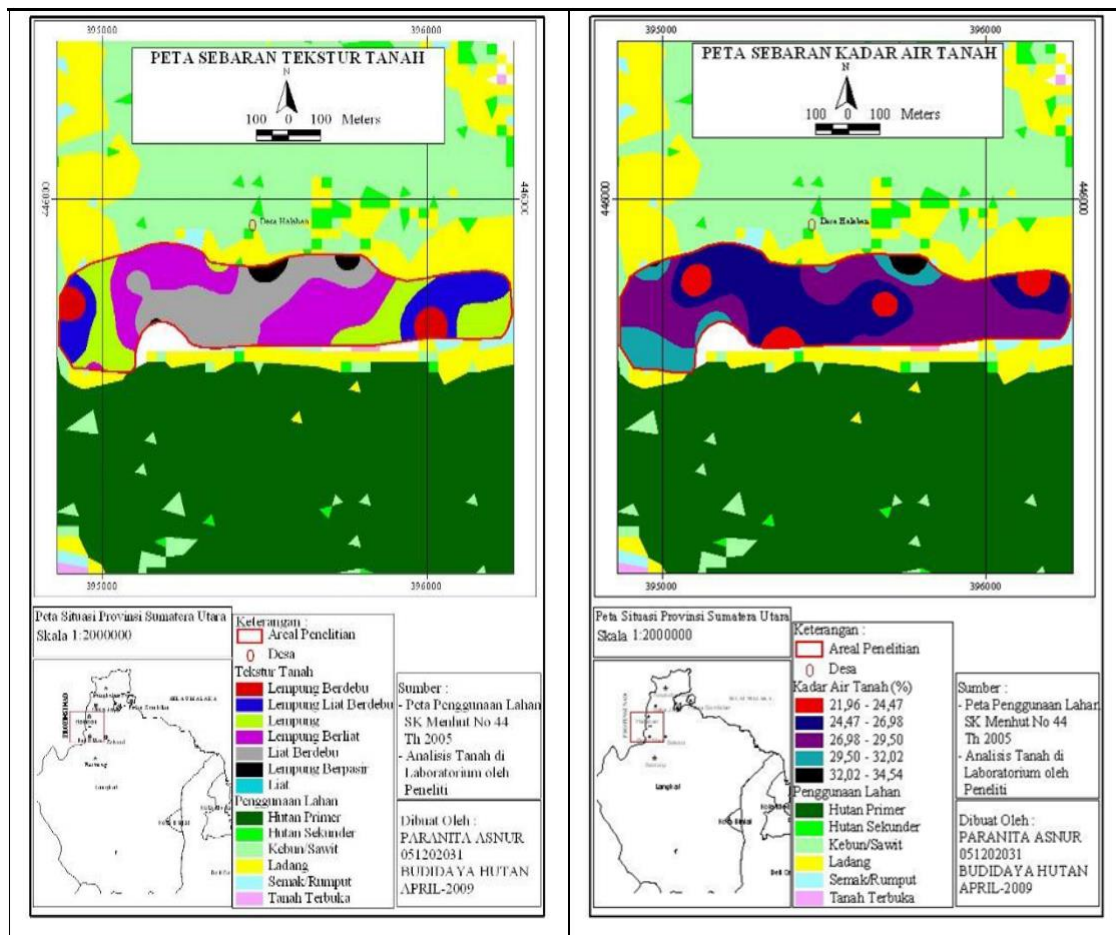 PETA SEBARAN TEKSTUR TANAH
N
100 0 100 Meters
395000
396000
446000
446000
Desa Halaban
395000
396000
Peta Situasi Provinsi Sumatera Utara
Skala 1:2000000
SELAT MALAKA
Langkat
Keterangan :
Areal Penelitian
Desa
Tekstur Tanah
Lempung Berdebu
Lempung Liat Berdebu
Lempung
Lempung Berliat
Liat Berdebu
Lempung Berpasir
Liat
Penggunaan Lahan
Hutan Primer
Hutan Sekunder
Kebun/Sawit
Ladang
Semak/Rumput
Tanah Terbuka
Sumber :
- Peta Penggunaan Lahan
SK Menhut No 44
Th 2005
- Analisis Tanah di
Laboratorium oleh
Peneliti
Dibuat Oleh :
PARANITA ASNUR
051202031
BUDIDAYA HUTAN
APRIL-2009
PETA SEBARAN KADAR AIR TANAH
N
100 0 100 Meters
395000
396000
446000
446000
Desa Halaban
395000
396000
Peta Situasi Provinsi Sumatera Utara
Skala 1:2000000
Langkat
Keterangan :
Areal Penelitian
Desa
Kadar Air Tanah (%)
21,96 - 24,47
24,47 - 26,98
26,98 - 29,50
29,50 - 32,02
32,02 - 34,54
Penggunaan Lahan
Hutan Primer
Hutan Sekunder
Kebun/Sawit
Ladang
Semak/Rumput
Tanah Terbuka
Sumber :
- Peta Penggunaan Lahan
SK Menhut No 44
Th 2005
- Analisis Tanah di
Laboratorium oleh
Peneliti
Dibuat Oleh :
PARANITA ASNUR
051202031
BUDIDAYA HUTAN
APRIL-2009